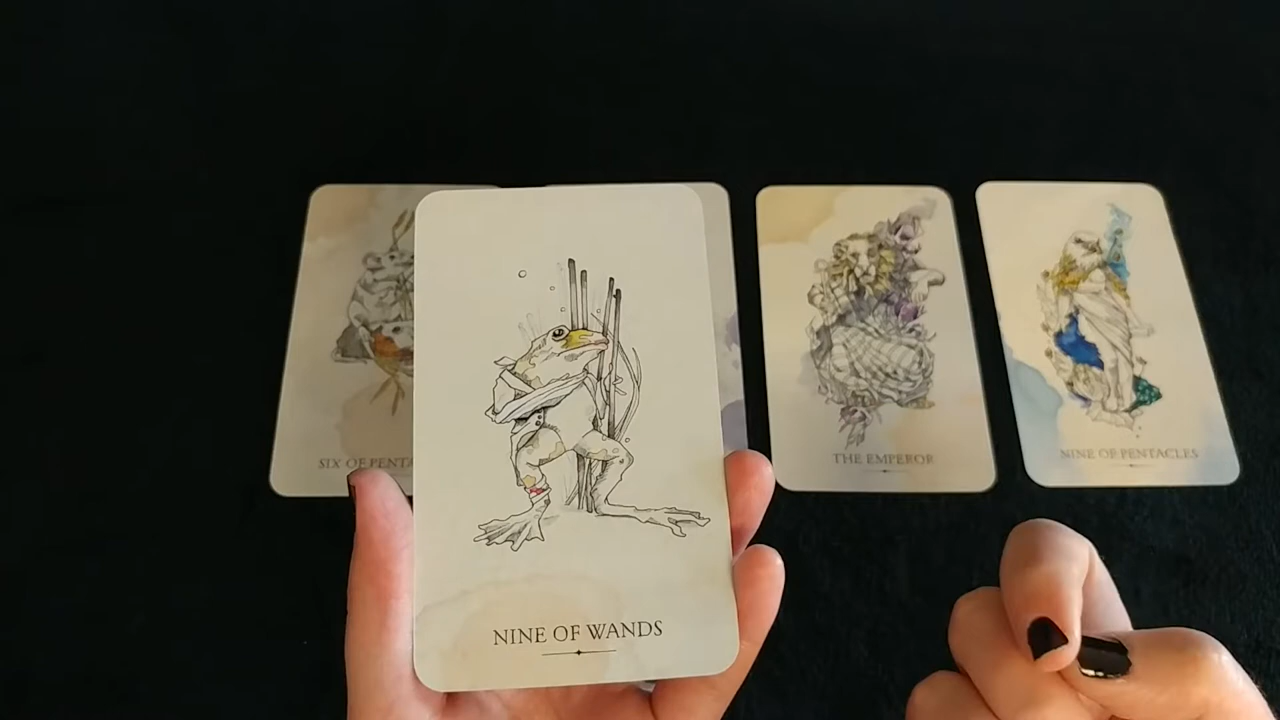 SIX OF PENTA
THE EMPEROR
NINE OF PENTACLES
NINE OF WANDS